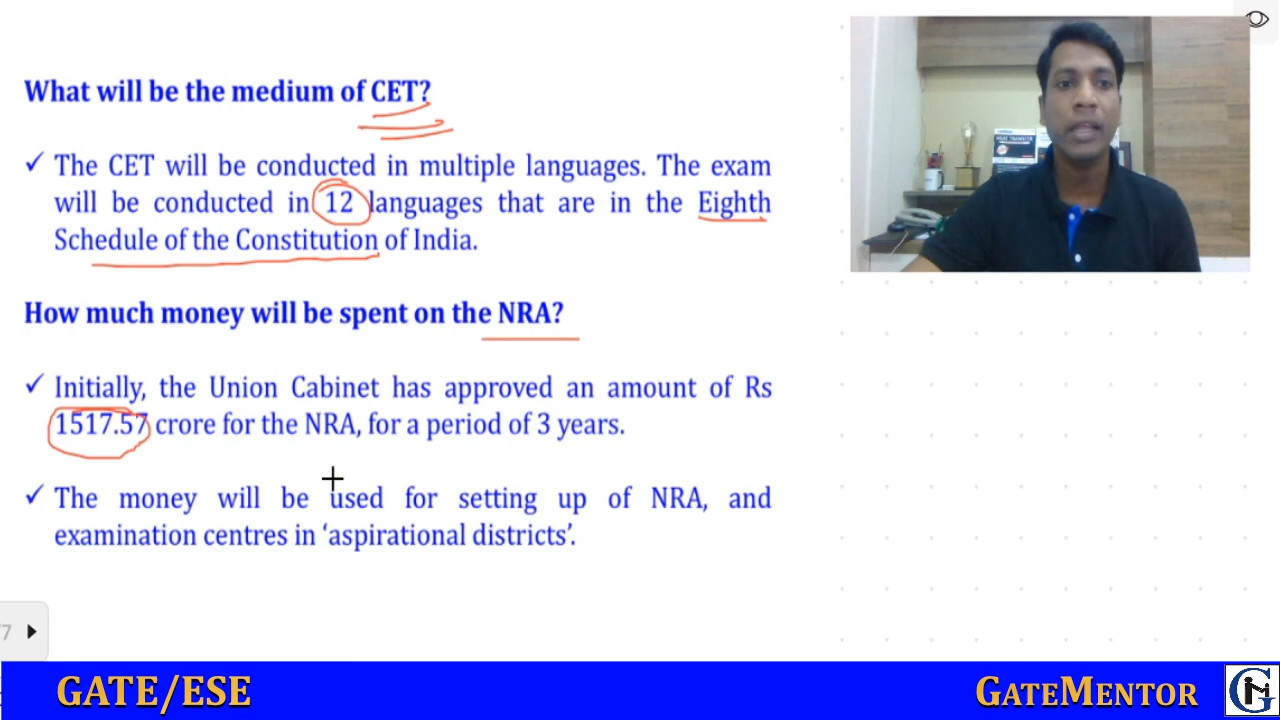 What will be the medium of CET?
✓ The CET will be conducted in multiple languages. The exam
will be conducted in 12 languages that are in the Eighth
Schedule of the Constitution of India.
How much money will be spent on the NRA?
✓ Initially, the Union Cabinet has approved an amount of Rs
1517.57 crore for the NRA, for a period of 3 years.
✓ The money will be used for setting up of NRA, and
examination centres in ‘aspirational districts’.
7
GATE/ESE
GATEMENTOR